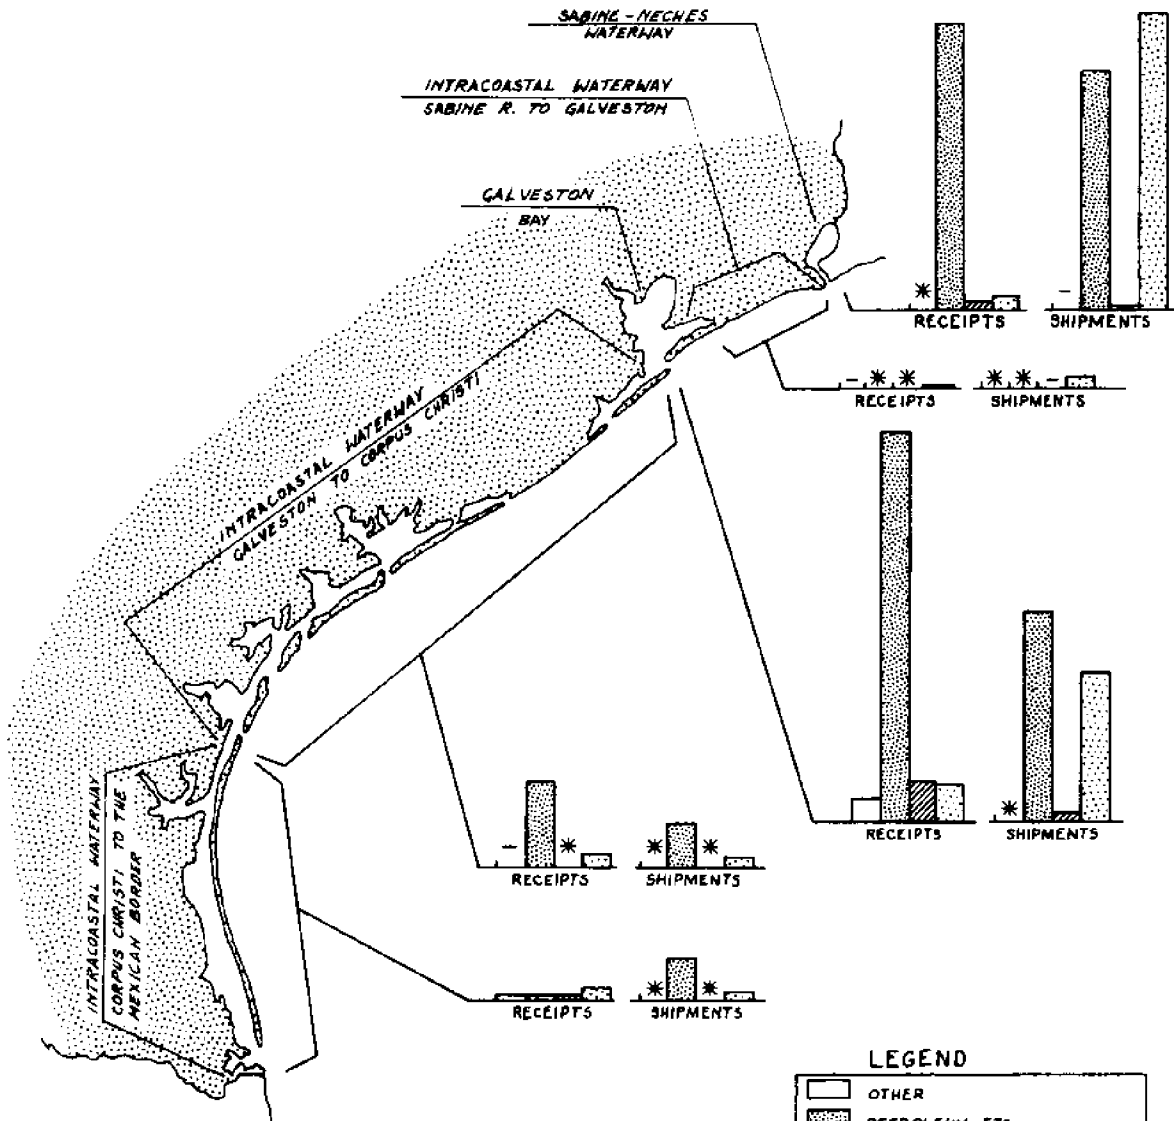 SABINE-NECHES
WATERWAY
INTRACOASTAL WATERWAY
SABINE R. TO GALVESTON
GALVESTON
BAY
RECEIPTS SHIPMENTS
RECEIPTS SHIPMENTS
INTRACOASTAL WATERWAY
GALVESTON TO CORPUS CHRISTI
RECEIPTS SHIPMENTS
RECEIPTS SHIPMENTS
INTRACOASTAL WATERWAY
CORPUS CHRISTI TO THE
MEXICAN BORDER
RECEIPTS SHIPMENTS
LEGEND
OTHER